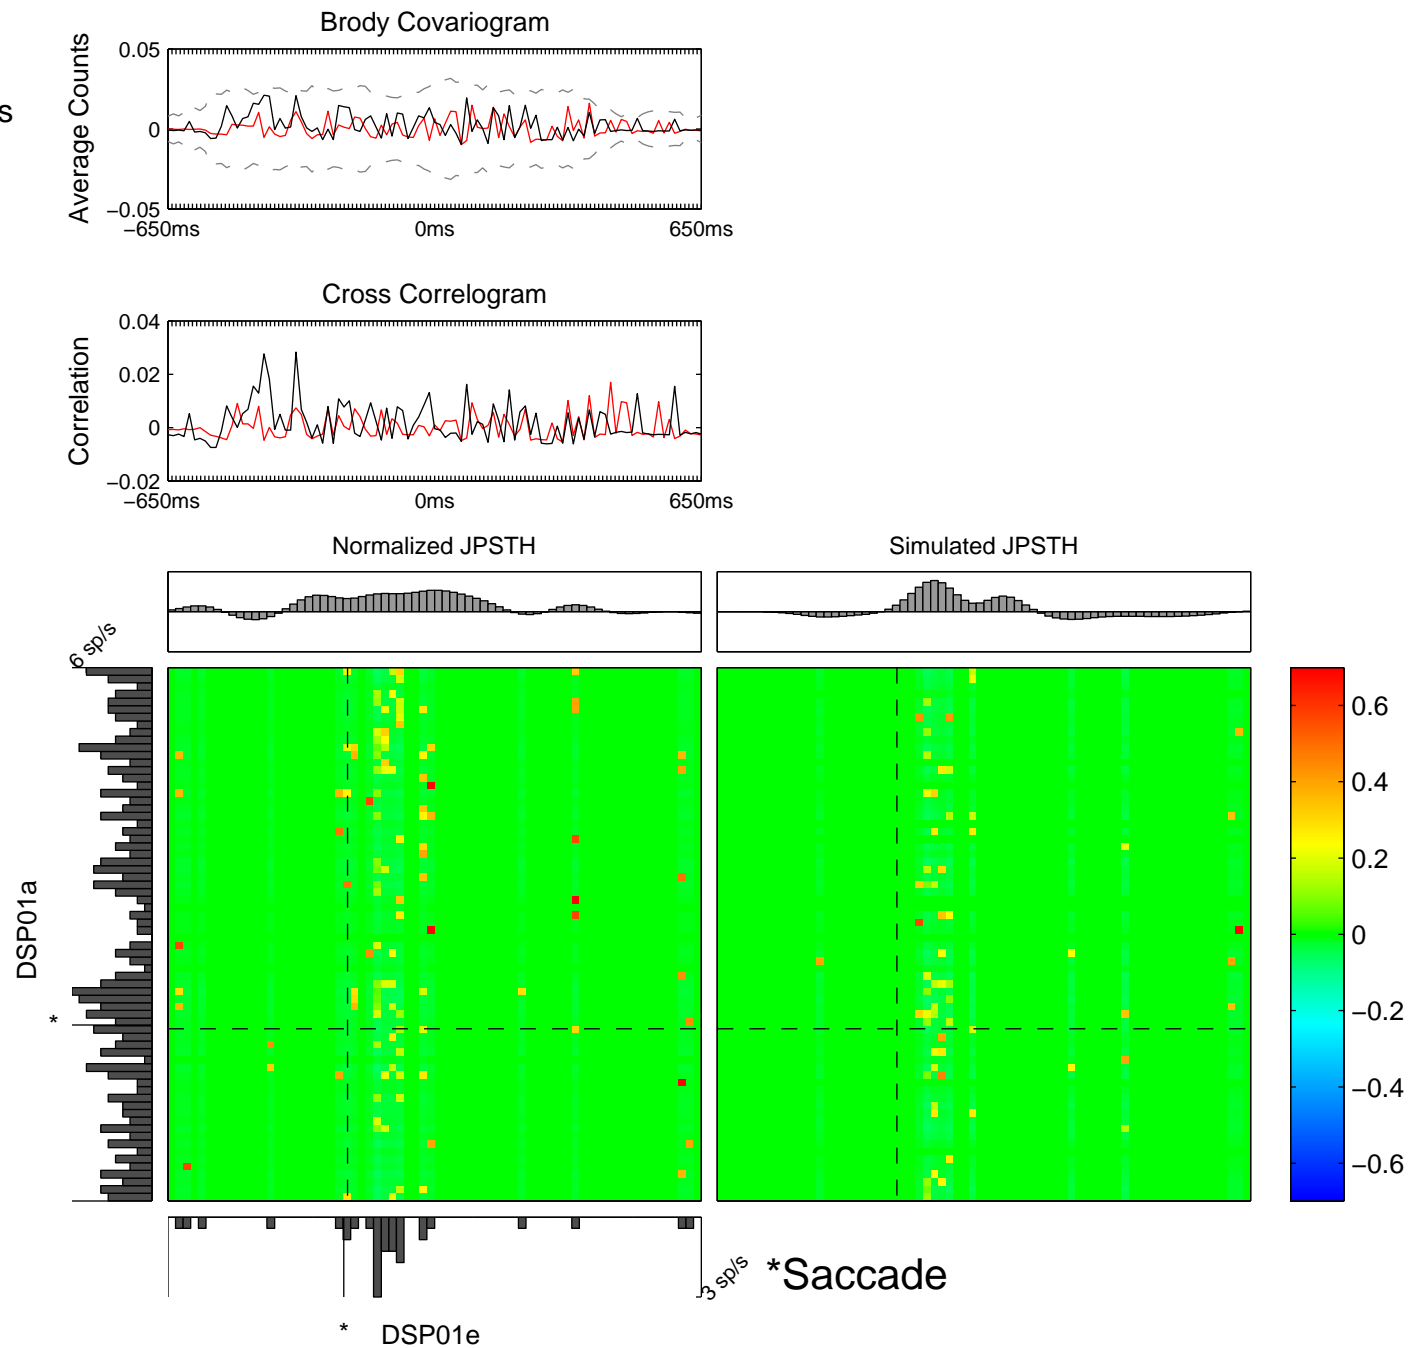 Brody Covariogram
s
Average Counts
0.05
0
−0.05
−650ms 0ms 650ms
Cross Correlogram
Correlation
0.04
0.02
0
−0.02
−650ms 0ms 650ms
Normalized JPSTH
Simulated JPSTH
6 sp/s
DSP01a
*
0.6
0.4
0.2
0
−0.2
−0.4
−0.6
3 sp/s
*Saccade
* DSP01e